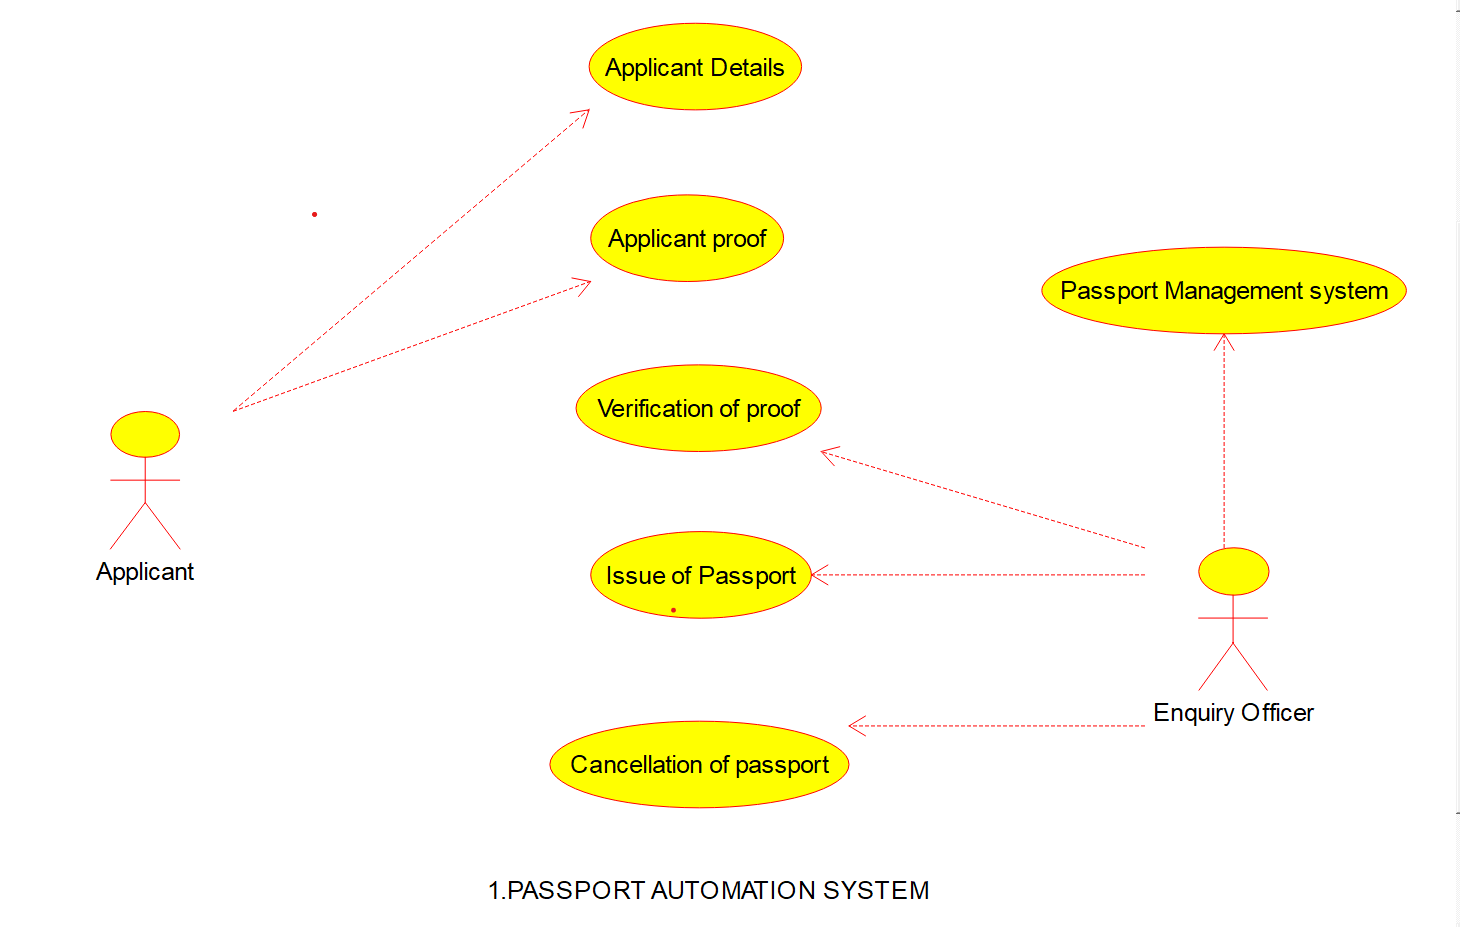 Applicant Details
Applicant proof
Passport Management system
Verification of proof
Issue of Passport
Applicant
Enquiry Officer
Cancellation of passport
1.PASSPORT AUTOMATION SYSTEM